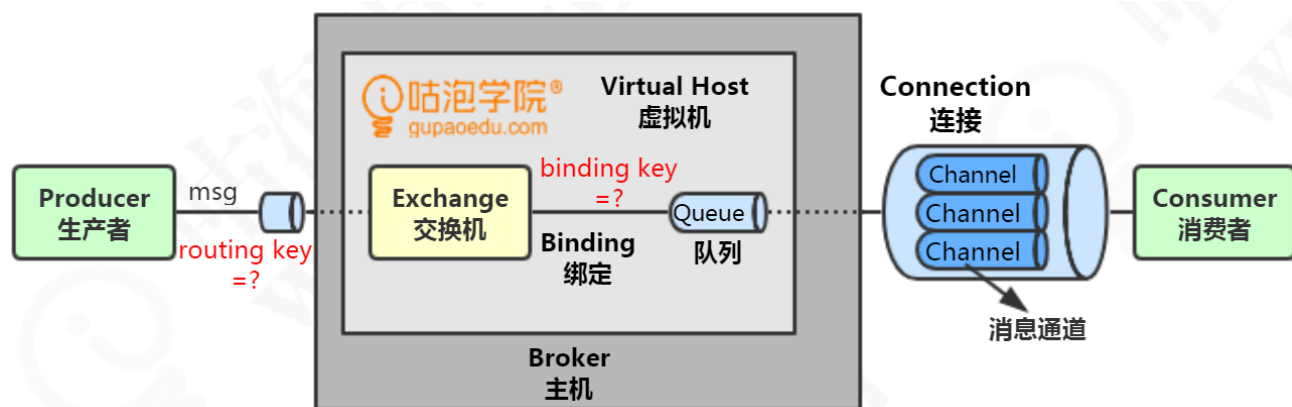 咕泡学院®
gupaoedu.com
Virtual Host
虚拟机
Connection
连接
Producer
生产者
msg
routing key
=?
Exchange
交换机
binding key
=?
Binding
绑定
Queue
队列
Channel
Channel
Channel
消息通道
Consumer
消费者
Broker
主机